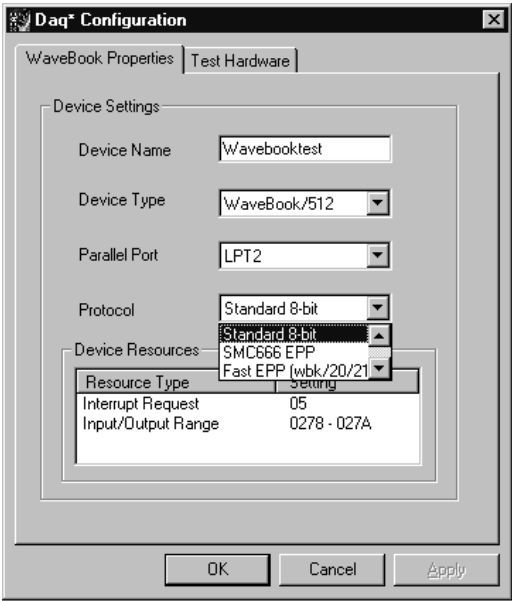 Daq* Configuration
WaveBook Properties Test Hardware
Device Settings
Device Name Wavebooktest
Device Type WaveBook/512
Parallel Port LPT2
Protocol Standard 8-bit
Standard 8-bit
SMC666 EPP
Fast EPP (wbk/20/21
Device Resources
Resource Type Setting
Interrupt Request 05
Input/Output Range 0278 - 027A
OK Cancel Apply